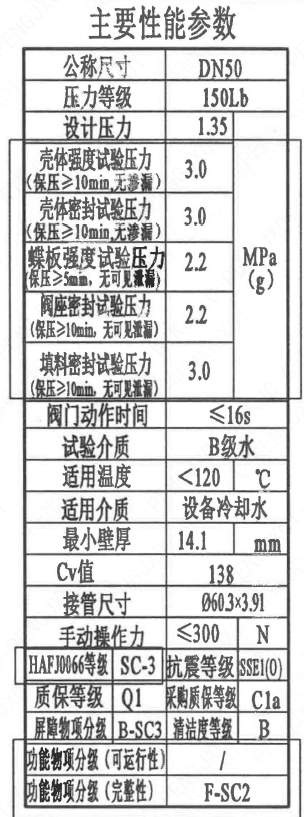 主要性能参数
公称尺寸 DN50
压力等级 150Lb
设计压力 1.35
壳体强度试验压力
(保压≥10min,无渗漏) 3.0
壳体密封试验压力
(保压≥10min,无渗漏) 3.0
蝶板强度试验压力
(保压≥5min, 无可见泄漏) 2.2
MPa
(g)
阀座密封试验压力
(保压≥10min, 无可见泄漏) 2.2
填料密封试验压力
(保压≥10min, 无可见泄漏) 3.0
阀门动作时间 ≤16s
试验介质 B级水
适用温度 <120 ℃
适用介质 设备冷却水
最小壁厚 14.1 mm
Cv值 138
接管尺寸 Ø60.3×3.91
手动操作力 ≤300 N
HAFJ0066等级 SC-3 抗震等级 SSE1(O)
质保等级 Q1 采购质保等级 C1a
屏障物项分级 B-SC3 清洁度等级 B
功能物项分级(可运行性) /
功能物项分级(完整性) F-SC2